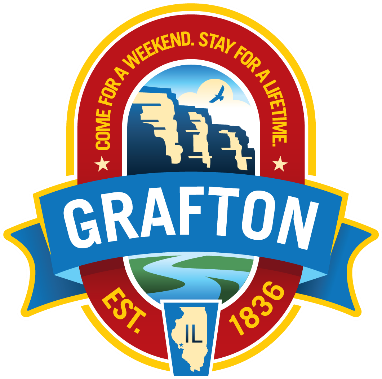 COME FOR A WEEKEND. STAY FOR A LIFETIME.
GRAFTON
EST. 1836
IL